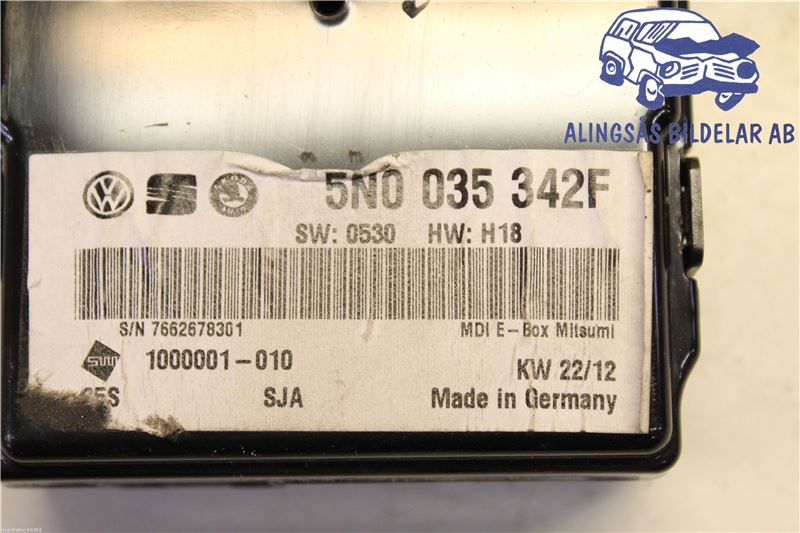 ALINGSÅS BILDELAR AB
5N0 035 342F
SW: 0530 HW: H18
S/N 7662678301 MDI E-Box Mitsumi
1000001-010 KW 22/12
SJA Made in Germany